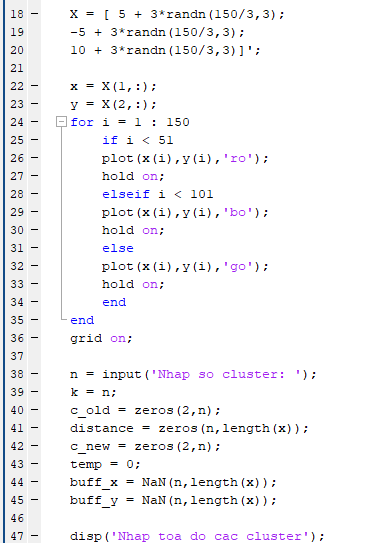 18 - X = [ 5 + 3*randn(150/3,3);
19 -5 + 3*randn(150/3,3);
20 10 + 3*randn(150/3,3)]';
21
22 - x = X(1,:);
23 - y = X(2,:);
24 - for i = 1 : 150
25 - if i < 51
26 - plot(x(i),y(i),'ro');
27 - hold on;
28 - elseif i < 101
29 - plot(x(i),y(i),'bo');
30 - hold on;
31 - else
32 - plot(x(i),y(i),'go');
33 - hold on;
34 - end
35 - end
36 - grid on;
37
38 - n = input('Nhap so cluster: ');
39 - k = n;
40 - c_old = zeros(2,n);
41 - distance = zeros(n,length(x));
42 - c_new = zeros(2,n);
43 - temp = 0;
44 - buff_x = NaN(n,length(x));
45 - buff_y = NaN(n,length(x));
46
47 - disp('Nhap toa do cac cluster');